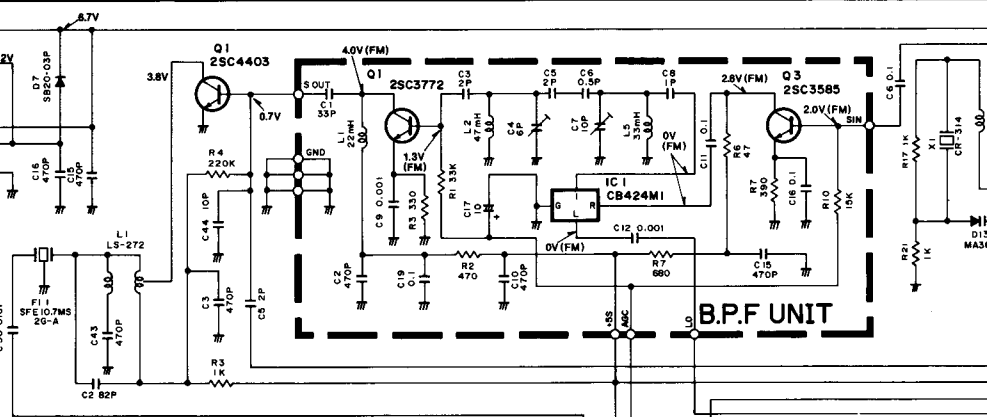 6.7V
2V
D7
SB20-03P
C16
470P
C15
470P
3.8V
Q1
2SC4403
0.7V
R4
220K
C44 10P
C3
470P
C5 2P
L1
LS-272
FI1
SFE10.7MS
2G-A
C43
470P
C2 82P
R3
1K
4.0V(FM)
S OUT
C1
33P
GND
L1
22mH
Q1
2SC3772
1.3V
(FM)
C9 0.001
R3 330
R1 33K
C2
470P
C19
0.1
R2
470
C10
470P
C3
2P
L2
47mH
C4
6P
C5
2P
C6
0.5P
C7
10P
L5
33mH
C8
1P
C17
10
+
IC1
CB424M1
G
I
R
L
0V
(FM)
0V(FM)
C12 0.001
C11 0.1
R6
47
2.8V(FM)
Q3
2SC3585
2.0V(FM)
SIN
R7
390
C16 0.1
R10
15K
R7
680
C15
470P
+5S
AGC
LO
B.P.F UNIT
C6 0.1
R17 1K
X1
CR-314
R21
1K
D13